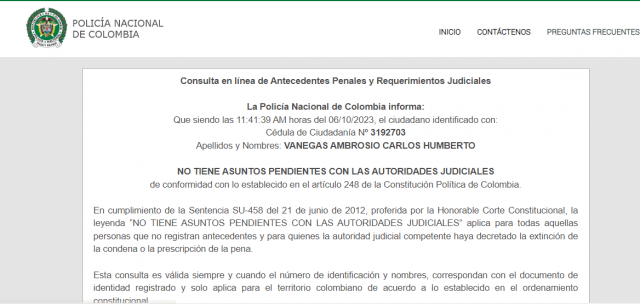 POLICÍA NACIONAL
DE COLOMBIA
INICIO CONTÁCTENOS PREGUNTAS FRECUENTES
Consulta en línea de Antecedentes Penales y Requerimientos Judiciales
La Policía Nacional de Colombia informa:
Que siendo las 11:41:39 AM horas del 06/10/2023, el ciudadano identificado con:
Cédula de Ciudadanía Nº 3192703
Apellidos y Nombres: VANEGAS AMBROSIO CARLOS HUMBERTO
NO TIENE ASUNTOS PENDIENTES CON LAS AUTORIDADES JUDICIALES
de conformidad con lo establecido en el artículo 248 de la Constitución Política de Colombia.
En cumplimiento de la Sentencia SU-458 del 21 de junio de 2012, proferida por la Honorable Corte Constitucional, la
leyenda "NO TIENE ASUNTOS PENDIENTES CON LAS AUTORIDADES JUDICIALES" aplica para todas aquellas
personas que no registran antecedentes y para quienes la autoridad judicial competente haya decretado la extinción de
la condena o la prescripción de la pena.
Esta consulta es válida siempre y cuando el número de identificación y nombres, correspondan con el documento de
identidad registrado y solo aplica para el territorio colombiano de acuerdo a lo establecido en el ordenamiento
constitucional.